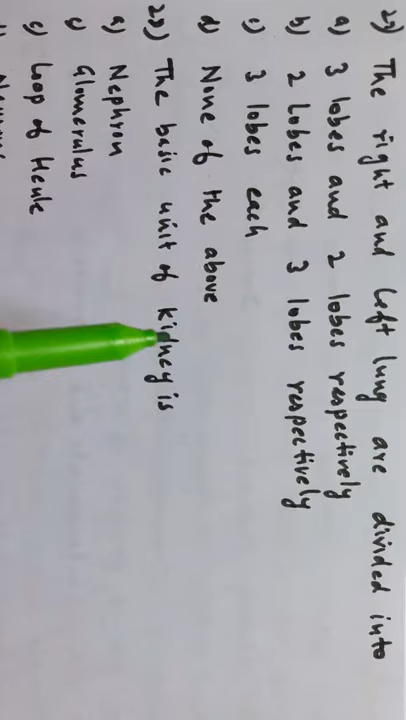 27) The right and left lung are divided into
a) 3 lobes and 2 lobes respectively
b) 2 Lobes and 3 lobes respectively
c) 3 lobes each
d) None of the above
28) The basic unit of kidney is
a) Nephron
c) Glomerulus
c) Loop of Henle